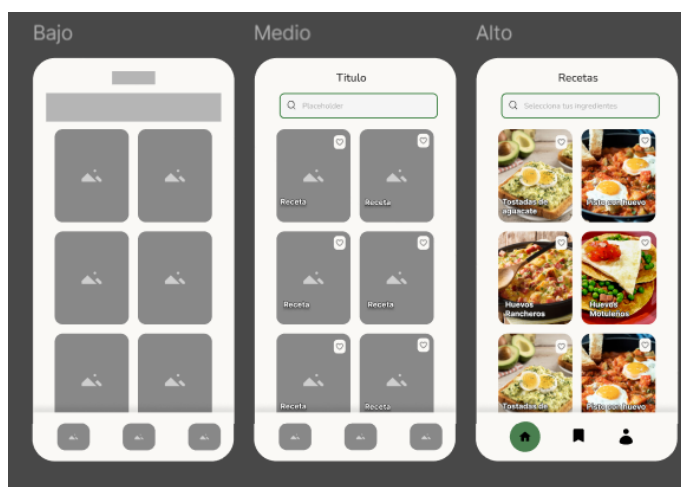 Bajo
Medio
Alto
Titulo
Placeholder
Receta
Receta
Receta
Receta
Receta
Receta
Recetas
Selecciona tus ingredientes
Tostadas de
aguacate
Pisto con huevo
Huevos
Rancheros
Huevos
Motuleños
Tostadas de
Pisto con huevo